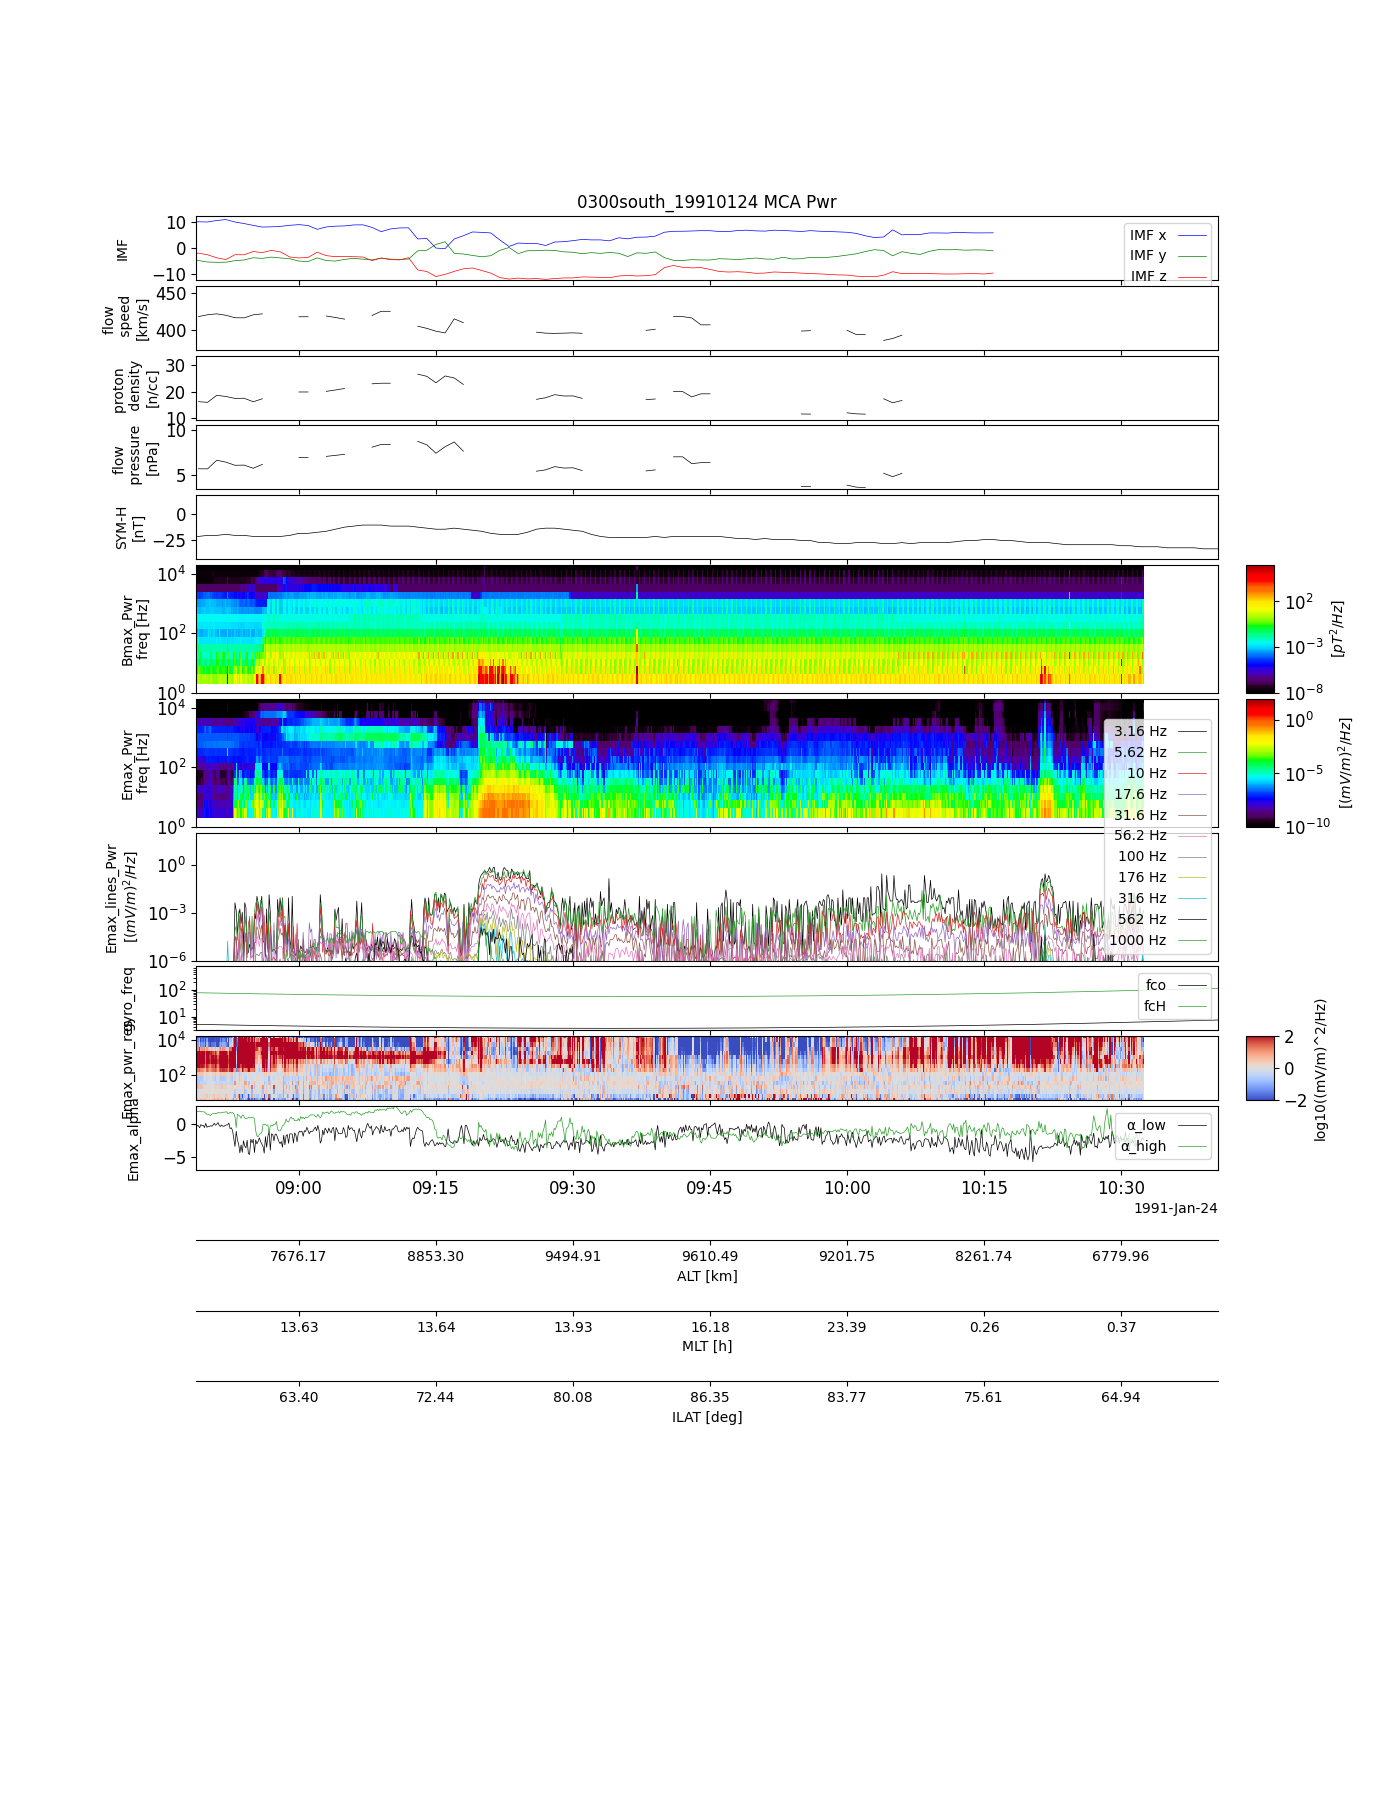 0300south_19910124 MCA Pwr
10
0
−10
IMF
IMF x
IMF y
IMF z
450
400
flow
speed
[km/s]
30
20
10
proton
density
[n/cc]
10
5
flow
pressure
[nPa]
0
−25
SYM-H
[nT]
10^4
10^2
10^0
Bmax_Pwr
freq [Hz]
10^2
10^−3
10^−8
[pT^2/Hz]
10^4
10^2
10^0
Emax_Pwr
freq [Hz]
10^0
10^−5
10^−10
[(mV/m)^2/Hz]
3.16 Hz
5.62 Hz
10 Hz
17.6 Hz
31.6 Hz
56.2 Hz
100 Hz
176 Hz
316 Hz
562 Hz
1000 Hz
10^0
10^−3
10^−6
Emax_lines_Pwr
[(mV/m)^2/Hz]
10^2
10^1
gyro_freq
fco
fcH
10^4
10^2
Emax_pwr_reg
2
0
−2
log10((mV/m)^2/Hz)
0
−5
Emax_alpha
α_low
α_high
09:00 09:15 09:30 09:45 10:00 10:15 10:30
1991-Jan-24
7676.17 8853.30 9494.91 9610.49 9201.75 8261.74 6779.96
ALT [km]
13.63 13.64 13.93 16.18 23.39 0.26 0.37
MLT [h]
63.40 72.44 80.08 86.35 83.77 75.61 64.94
ILAT [deg]